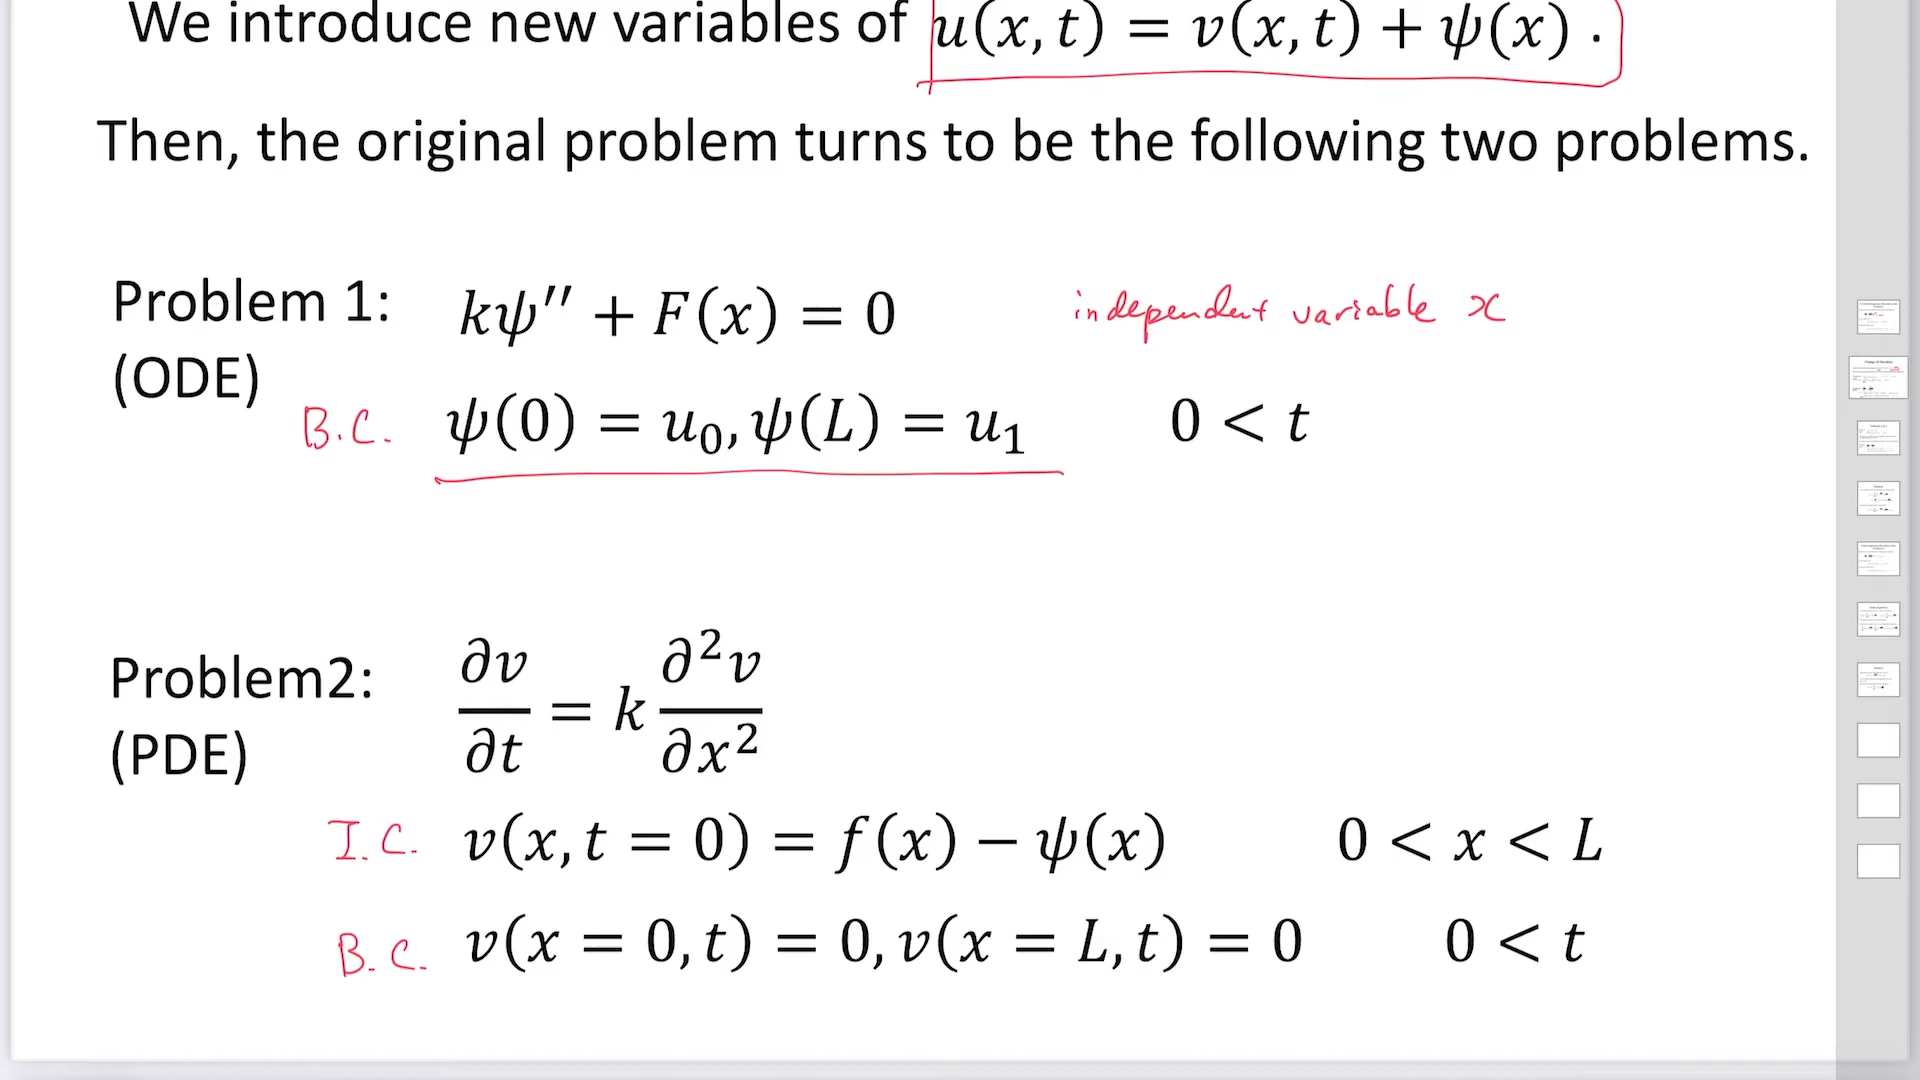 We introduce new variables of u(x, t) = v(x, t) + ψ(x) .
Then, the original problem turns to be the following two problems.
Problem 1: kψ′′ + F(x) = 0 independent variable x
(ODE)
B.C. ψ(0) = u₀, ψ(L) = u₁ 0 < t
Problem2: ∂v/∂t = k ∂²v/∂x²
(PDE)
I.C. v(x, t = 0) = f(x) − ψ(x) 0 < x < L
B.C. v(x = 0, t) = 0, v(x = L, t) = 0 0 < t